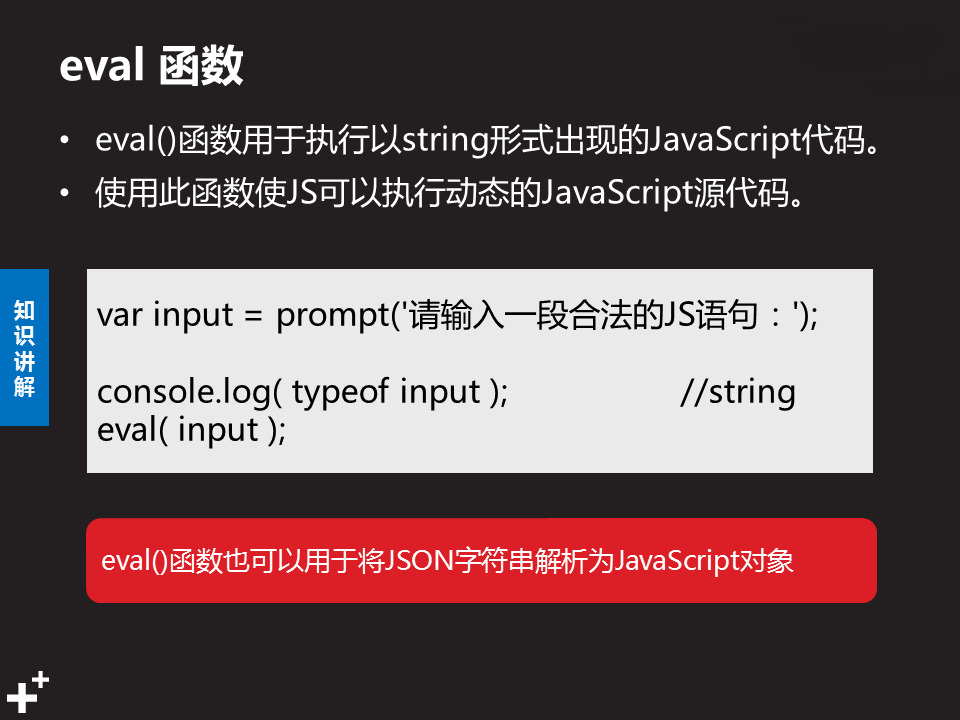 eval 函数
• eval()函数用于执行以string形式出现的JavaScript代码。
• 使用此函数使JS可以执行动态的JavaScript源代码。
知识讲解
var input = prompt('请输入一段合法的JS语句：');
console.log( typeof input ); //string
eval( input );
eval()函数也可以用于将JSON字符串解析为JavaScript对象